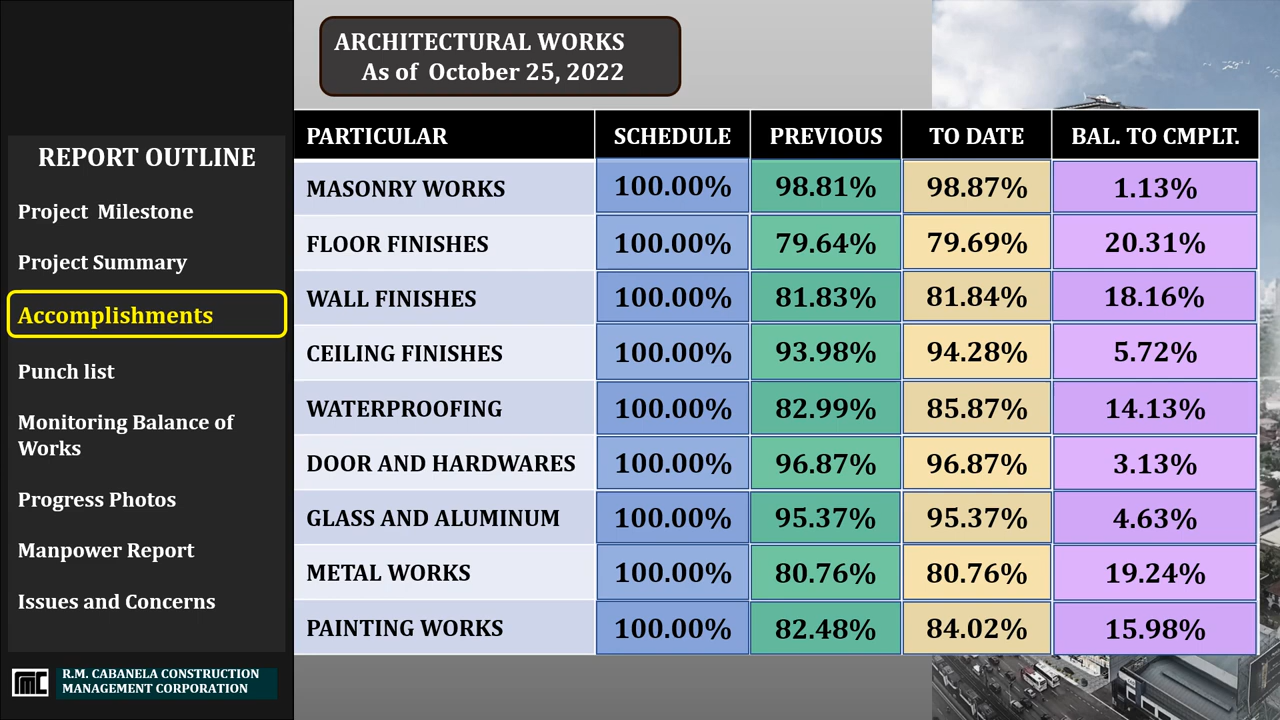 ARCHITECTURAL WORKS
As of October 25, 2022
REPORT OUTLINE
Project Milestone
Project Summary
Accomplishments
Punch list
Monitoring Balance of
Works
Progress Photos
Manpower Report
Issues and Concerns
R.M. CABANELA CONSTRUCTION
MANAGEMENT CORPORATION
PARTICULAR SCHEDULE PREVIOUS TO DATE BAL. TO CMPLT.
MASONRY WORKS 100.00% 98.81% 98.87% 1.13%
FLOOR FINISHES 100.00% 79.64% 79.69% 20.31%
WALL FINISHES 100.00% 81.83% 81.84% 18.16%
CEILING FINISHES 100.00% 93.98% 94.28% 5.72%
WATERPROOFING 100.00% 82.99% 85.87% 14.13%
DOOR AND HARDWARES 100.00% 96.87% 96.87% 3.13%
GLASS AND ALUMINUM 100.00% 95.37% 95.37% 4.63%
METAL WORKS 100.00% 80.76% 80.76% 19.24%
PAINTING WORKS 100.00% 82.48% 84.02% 15.98%